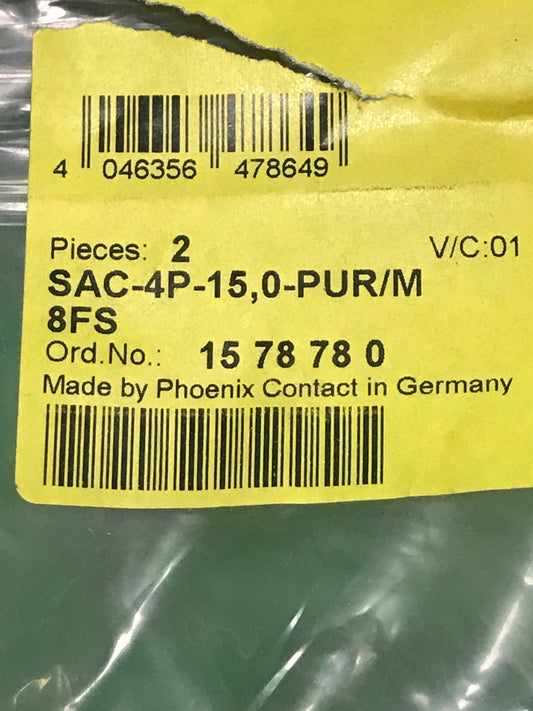 4 046356 478649
Pieces: 2 V/C:01
SAC-4P-15,0-PUR/M
8FS
Ord.No.: 15 78 78 0
Made by Phoenix Contact in Germany